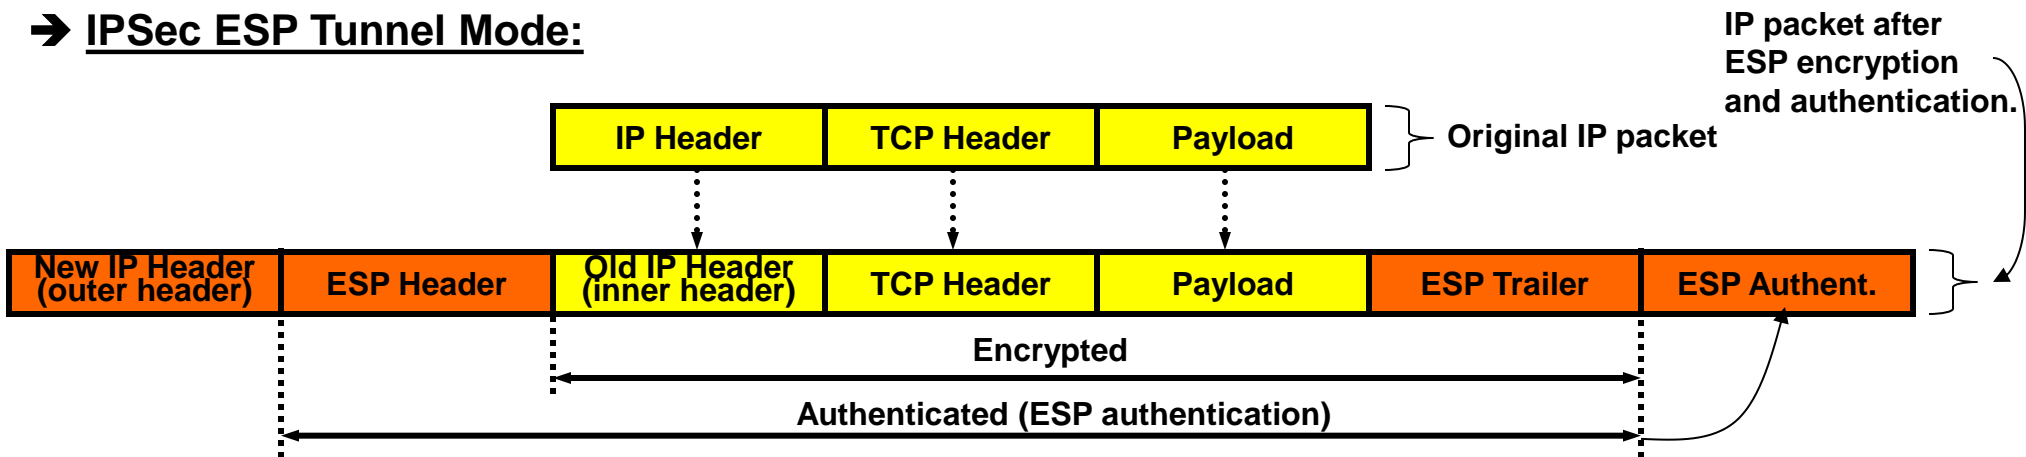 ➔ IPSec ESP Tunnel Mode:
IP packet after
ESP encryption
and authentication.
IP Header TCP Header Payload Original IP packet
New IP Header
(outer header)
ESP Header
Old IP Header
(inner header)
TCP Header Payload ESP Trailer ESP Authent.
Encrypted
Authenticated (ESP authentication)